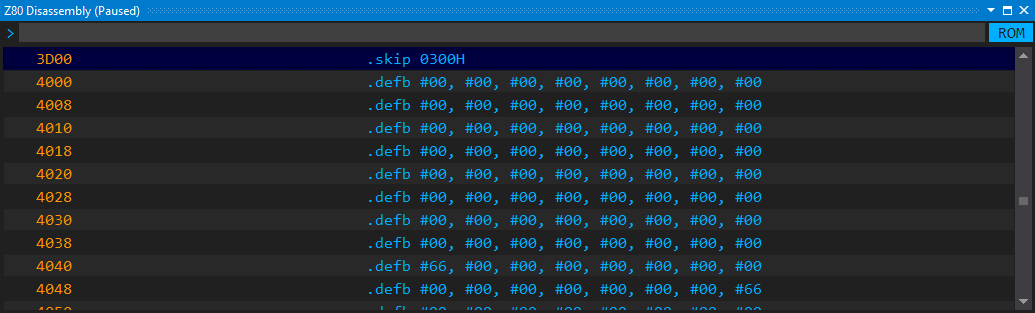 Z80 Disassembly (Paused)
> ROM
3D00 .skip 0300H
4000 .defb #00, #00, #00, #00, #00, #00, #00, #00
4008 .defb #00, #00, #00, #00, #00, #00, #00, #00
4010 .defb #00, #00, #00, #00, #00, #00, #00, #00
4018 .defb #00, #00, #00, #00, #00, #00, #00, #00
4020 .defb #00, #00, #00, #00, #00, #00, #00, #00
4028 .defb #00, #00, #00, #00, #00, #00, #00, #00
4030 .defb #00, #00, #00, #00, #00, #00, #00, #00
4038 .defb #00, #00, #00, #00, #00, #00, #00, #00
4040 .defb #66, #00, #00, #00, #00, #00, #00, #00
4048 .defb #00, #00, #00, #00, #00, #00, #00, #66